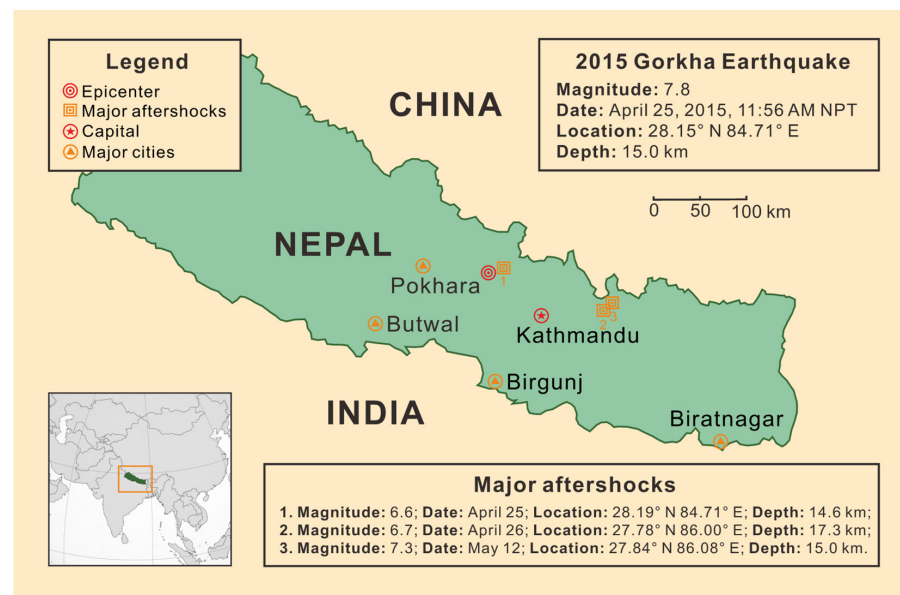 Legend
Epicenter
Major aftershocks
Capital
Major cities
2015 Gorkha Earthquake
Magnitude: 7.8
Date: April 25, 2015, 11:56 AM NPT
Location: 28.15° N 84.71° E
Depth: 15.0 km
CHINA
0 50 100 km
NEPAL
Pokhara
1
Butwal
2
3
Kathmandu
Birgunj
INDIA
Biratnagar
Major aftershocks
1. Magnitude: 6.6; Date: April 25; Location: 28.19° N 84.71° E; Depth: 14.6 km;
2. Magnitude: 6.7; Date: April 26; Location: 27.78° N 86.00° E; Depth: 17.3 km;
3. Magnitude: 7.3; Date: May 12; Location: 27.84° N 86.08° E; Depth: 15.0 km.